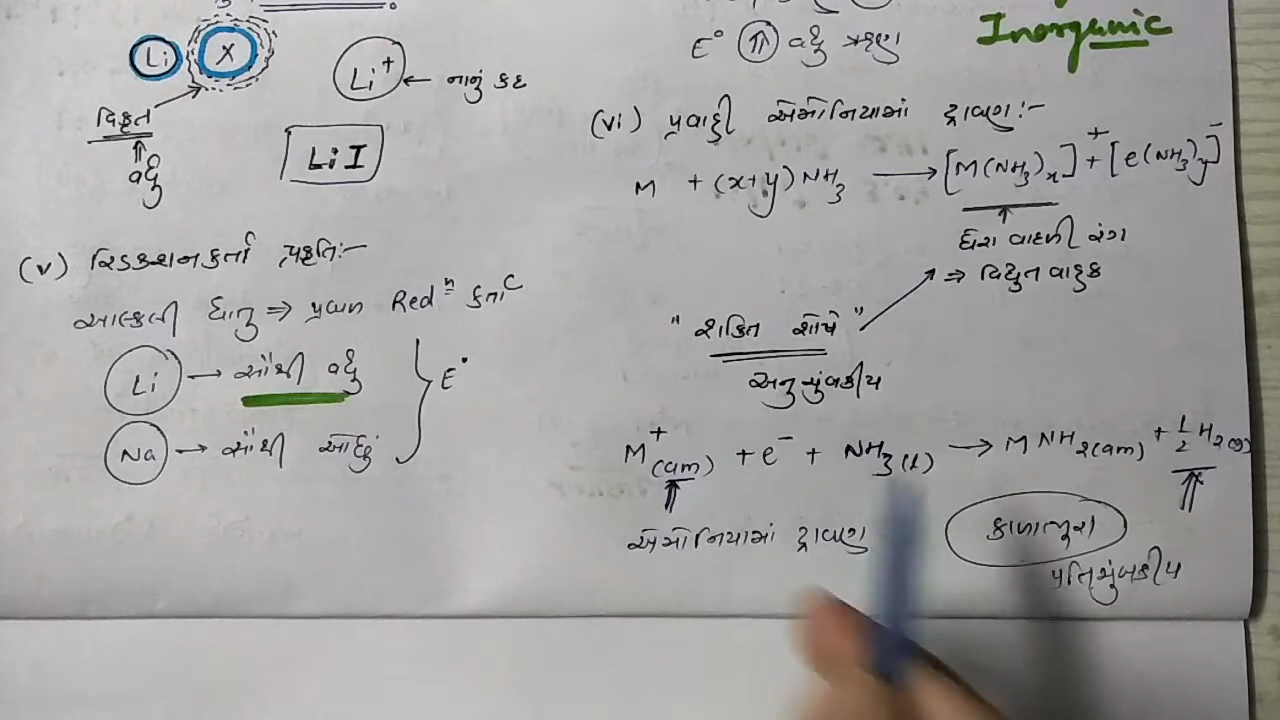 Li X Li⁺ ← નાનું કદ
વિકૃત
↑
વધુ
LiI
(v) રિડક્શનકર્તા પ્રકૃતિ:-
આલ્કલી ધાતુ ⇒ પ્રબળ Redⁿ કર્તા
Li → સૌથી વધુ
Na → સૌથી ઓછું
E°
Inorganic
E° ⇑ વધુ
(vi) પ્રવાહી એમોનિયામાં દ્રાવણ:-
M + (x+y) NH₃ → [M(NH₃)ₓ]⁺ + [e(NH₃)y]⁻
ઘેરા વાદળી રંગ
⇒ વિદ્યુત વાહક
"શક્તિ શોષે"
અનુચુંબકીય
M⁺(am) + e⁻ + NH₃(l) → MNH₂(am) + ½H₂(g)
એમોનિયામાં દ્રાવણ
કાળાભૂરા
પ્રતિચુંબકીય